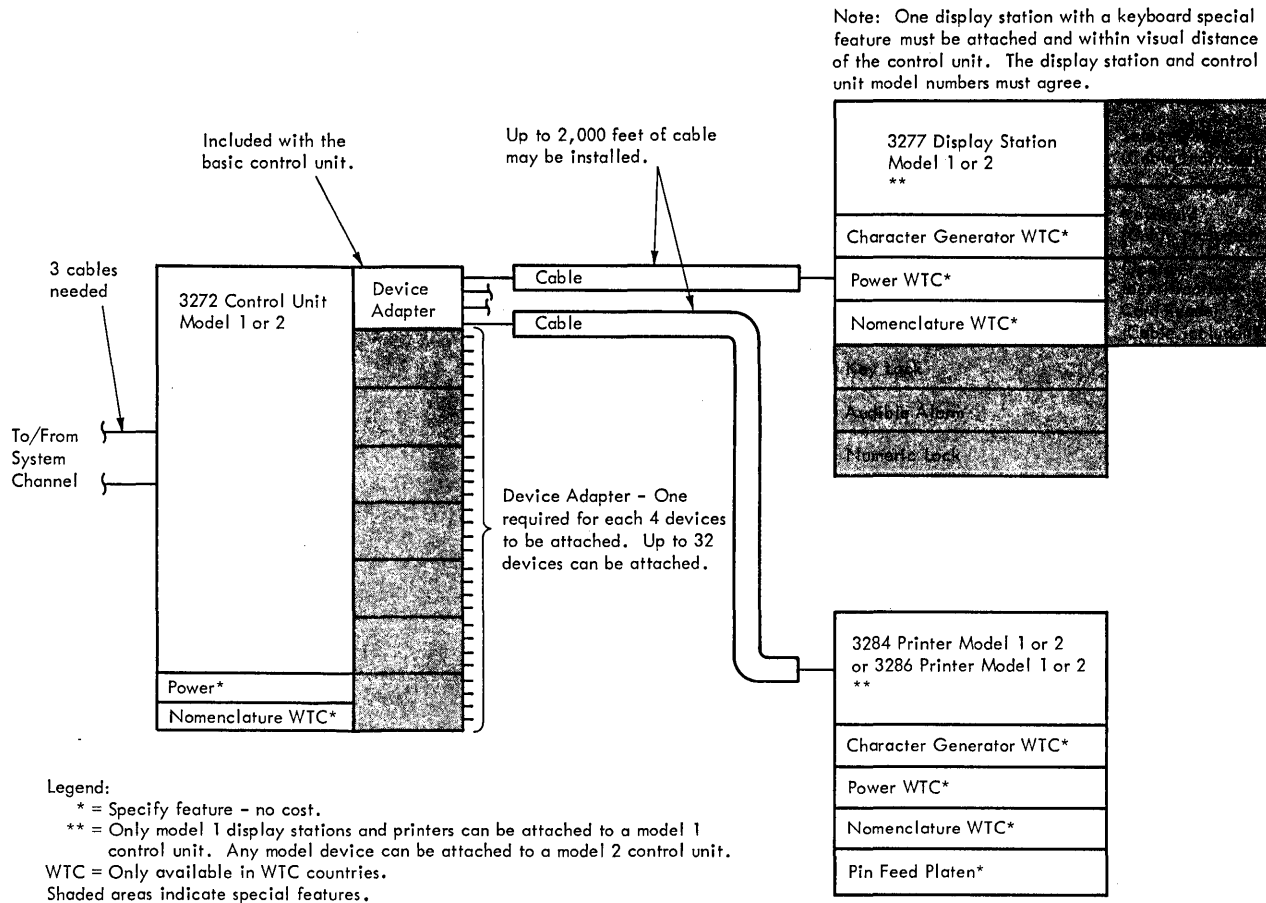 Note: One display station with a keyboard special
feature must be attached and within visual distance
of the control unit. The display station and control
unit model numbers must agree.
Included with the
basic control unit.
Up to 2,000 feet of cable
may be installed.
3277 Display Station
Model 1 or 2
**
Character Generator WTC*
Power WTC*
Nomenclature WTC*
Key Lock
Audible Alarm
Numeric Lock
3 cables
needed
3272 Control Unit
Model 1 or 2
Device
Adapter
Cable
Cable
To/From
System
Channel
Device Adapter - One
required for each 4 devices
to be attached. Up to 32
devices can be attached.
Power*
Nomenclature WTC*
3284 Printer Model 1 or 2
or 3286 Printer Model 1 or 2
**
Character Generator WTC*
Power WTC*
Nomenclature WTC*
Pin Feed Platen*
Legend:
* = Specify feature - no cost.
** = Only model 1 display stations and printers can be attached to a model 1
control unit. Any model device can be attached to a model 2 control unit.
WTC = Only available in WTC countries.
Shaded areas indicate special features.